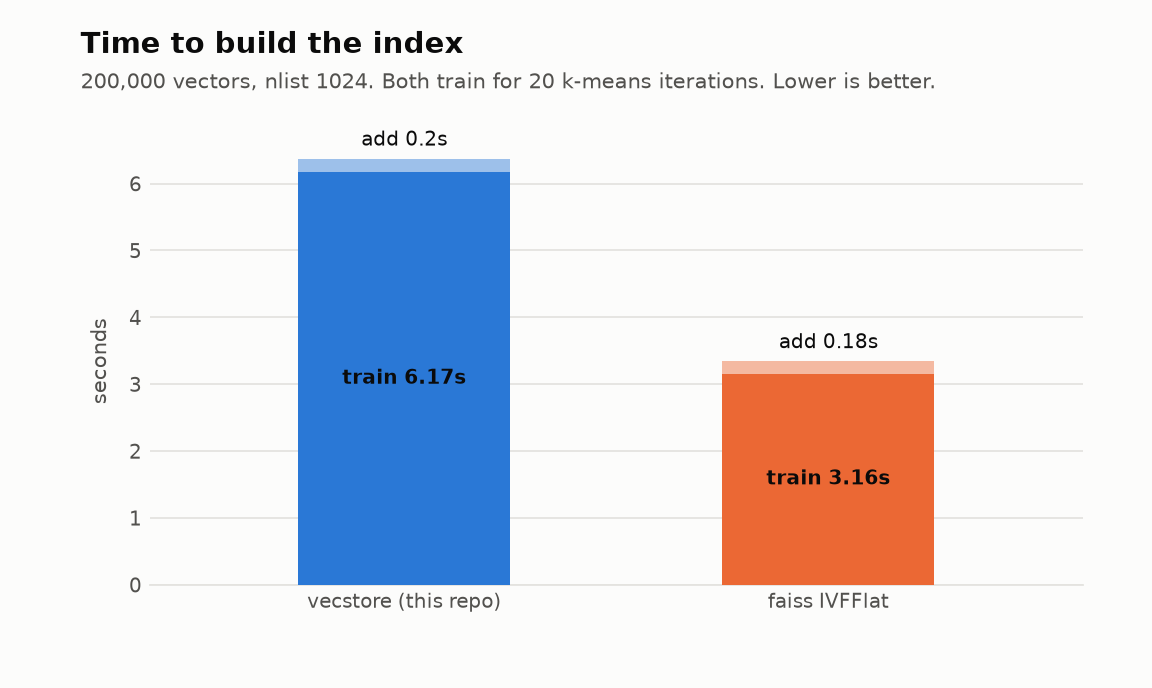 Time to build the index
200,000 vectors, nlist 1024. Both train for 20 k-means iterations. Lower is better.
add 0.2s
6
5
4
add 0.18s
seconds
train 6.17s
3
2
train 3.16s
1
0
vecstore (this repo)
faiss IVFFlat